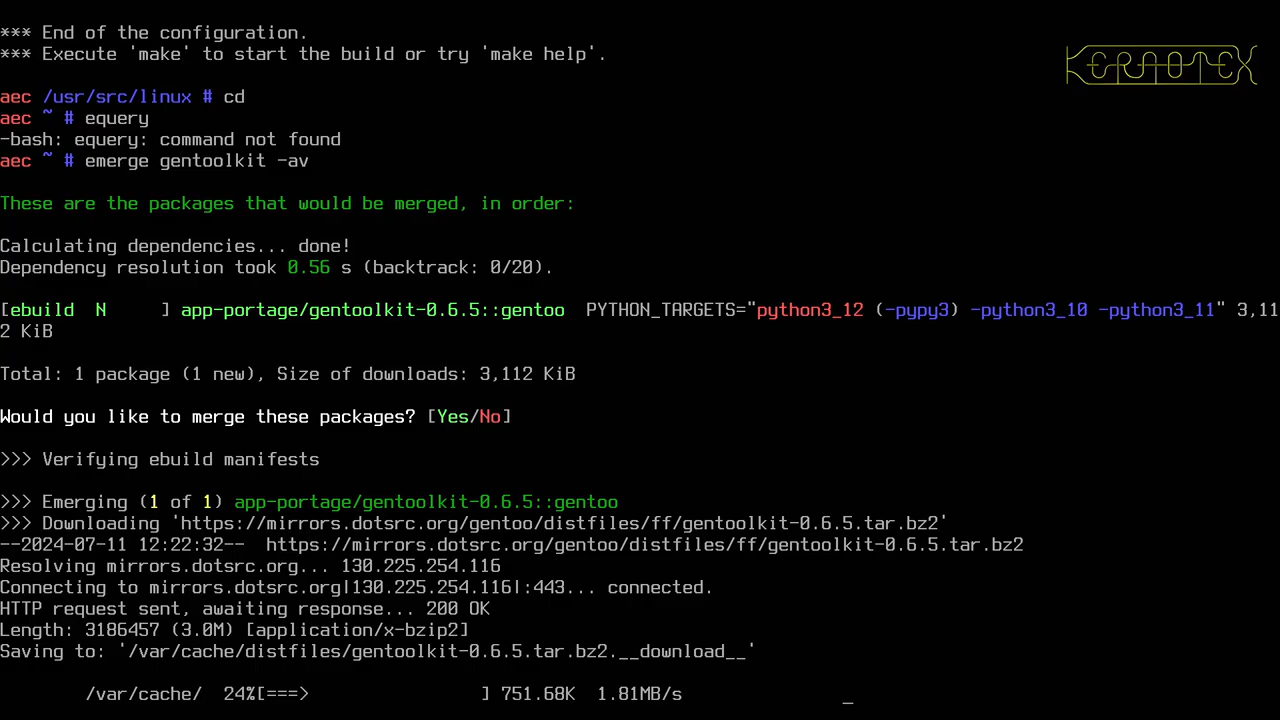 *** End of the configuration.
*** Execute 'make' to start the build or try 'make help'.
KERNOTEX
aec /usr/src/linux # cd
aec ~ # equery
-bash: equery: command not found
aec ~ # emerge gentoolkit -av
These are the packages that would be merged, in order:
Calculating dependencies... done!
Dependency resolution took 0.56 s (backtrack: 0/20).
[ebuild  N     ] app-portage/gentoolkit-0.6.5::gentoo  PYTHON_TARGETS="python3_12 (-pypy3) -python3_10 -python3_11" 3,11
2 KiB
Total: 1 package (1 new), Size of downloads: 3,112 KiB
Would you like to merge these packages? [Yes/No]
>>> Verifying ebuild manifests
>>> Emerging (1 of 1) app-portage/gentoolkit-0.6.5::gentoo
>>> Downloading 'https://mirrors.dotsrc.org/gentoo/distfiles/ff/gentoolkit-0.6.5.tar.bz2'
--2024-07-11 12:22:32--  https://mirrors.dotsrc.org/gentoo/distfiles/ff/gentoolkit-0.6.5.tar.bz2
Resolving mirrors.dotsrc.org... 130.225.254.116
Connecting to mirrors.dotsrc.org|130.225.254.116|:443... connected.
HTTP request sent, awaiting response... 200 OK
Length: 3186457 (3.0M) [application/x-bzip2]
Saving to: '/var/cache/distfiles/gentoolkit-0.6.5.tar.bz2.__download__'
/var/cache/  24%[===>                ] 751.68K  1.81MB/s               _